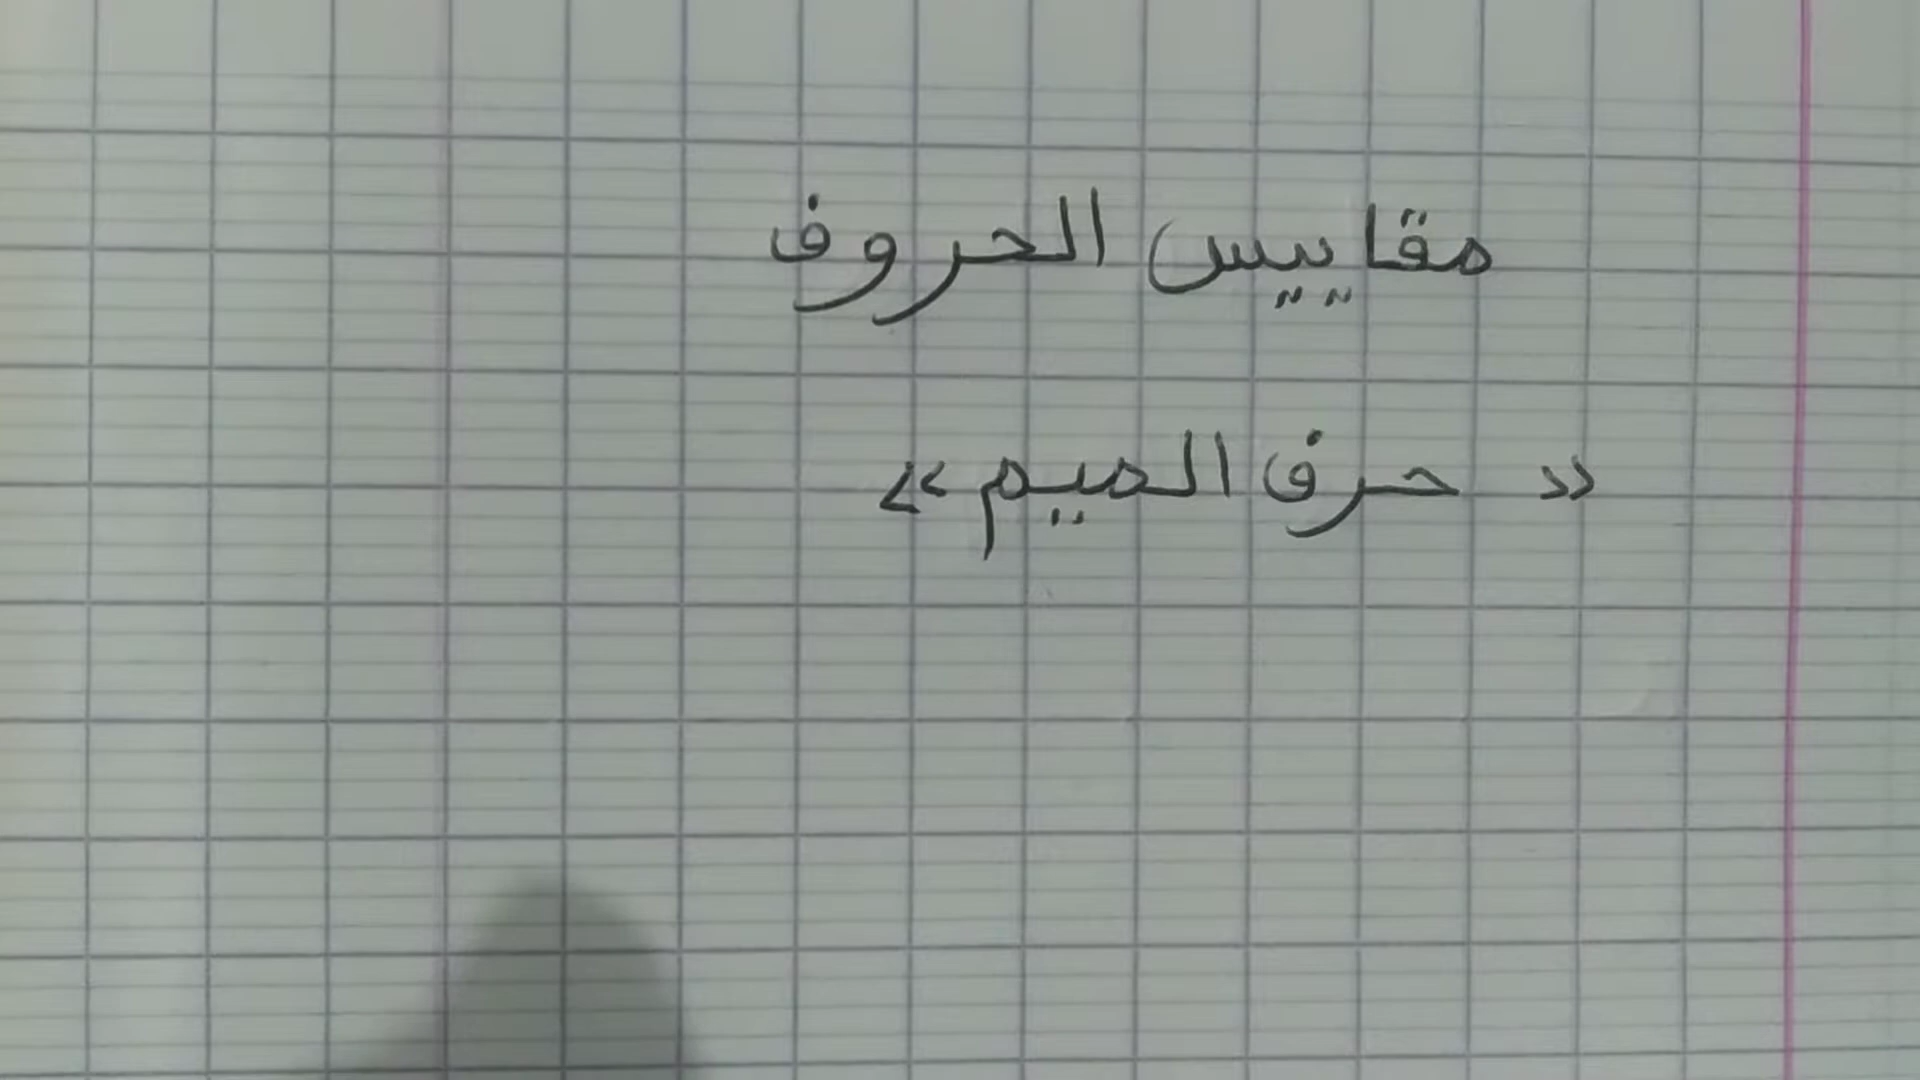 مقاييس الحروف
« حرف الميم »